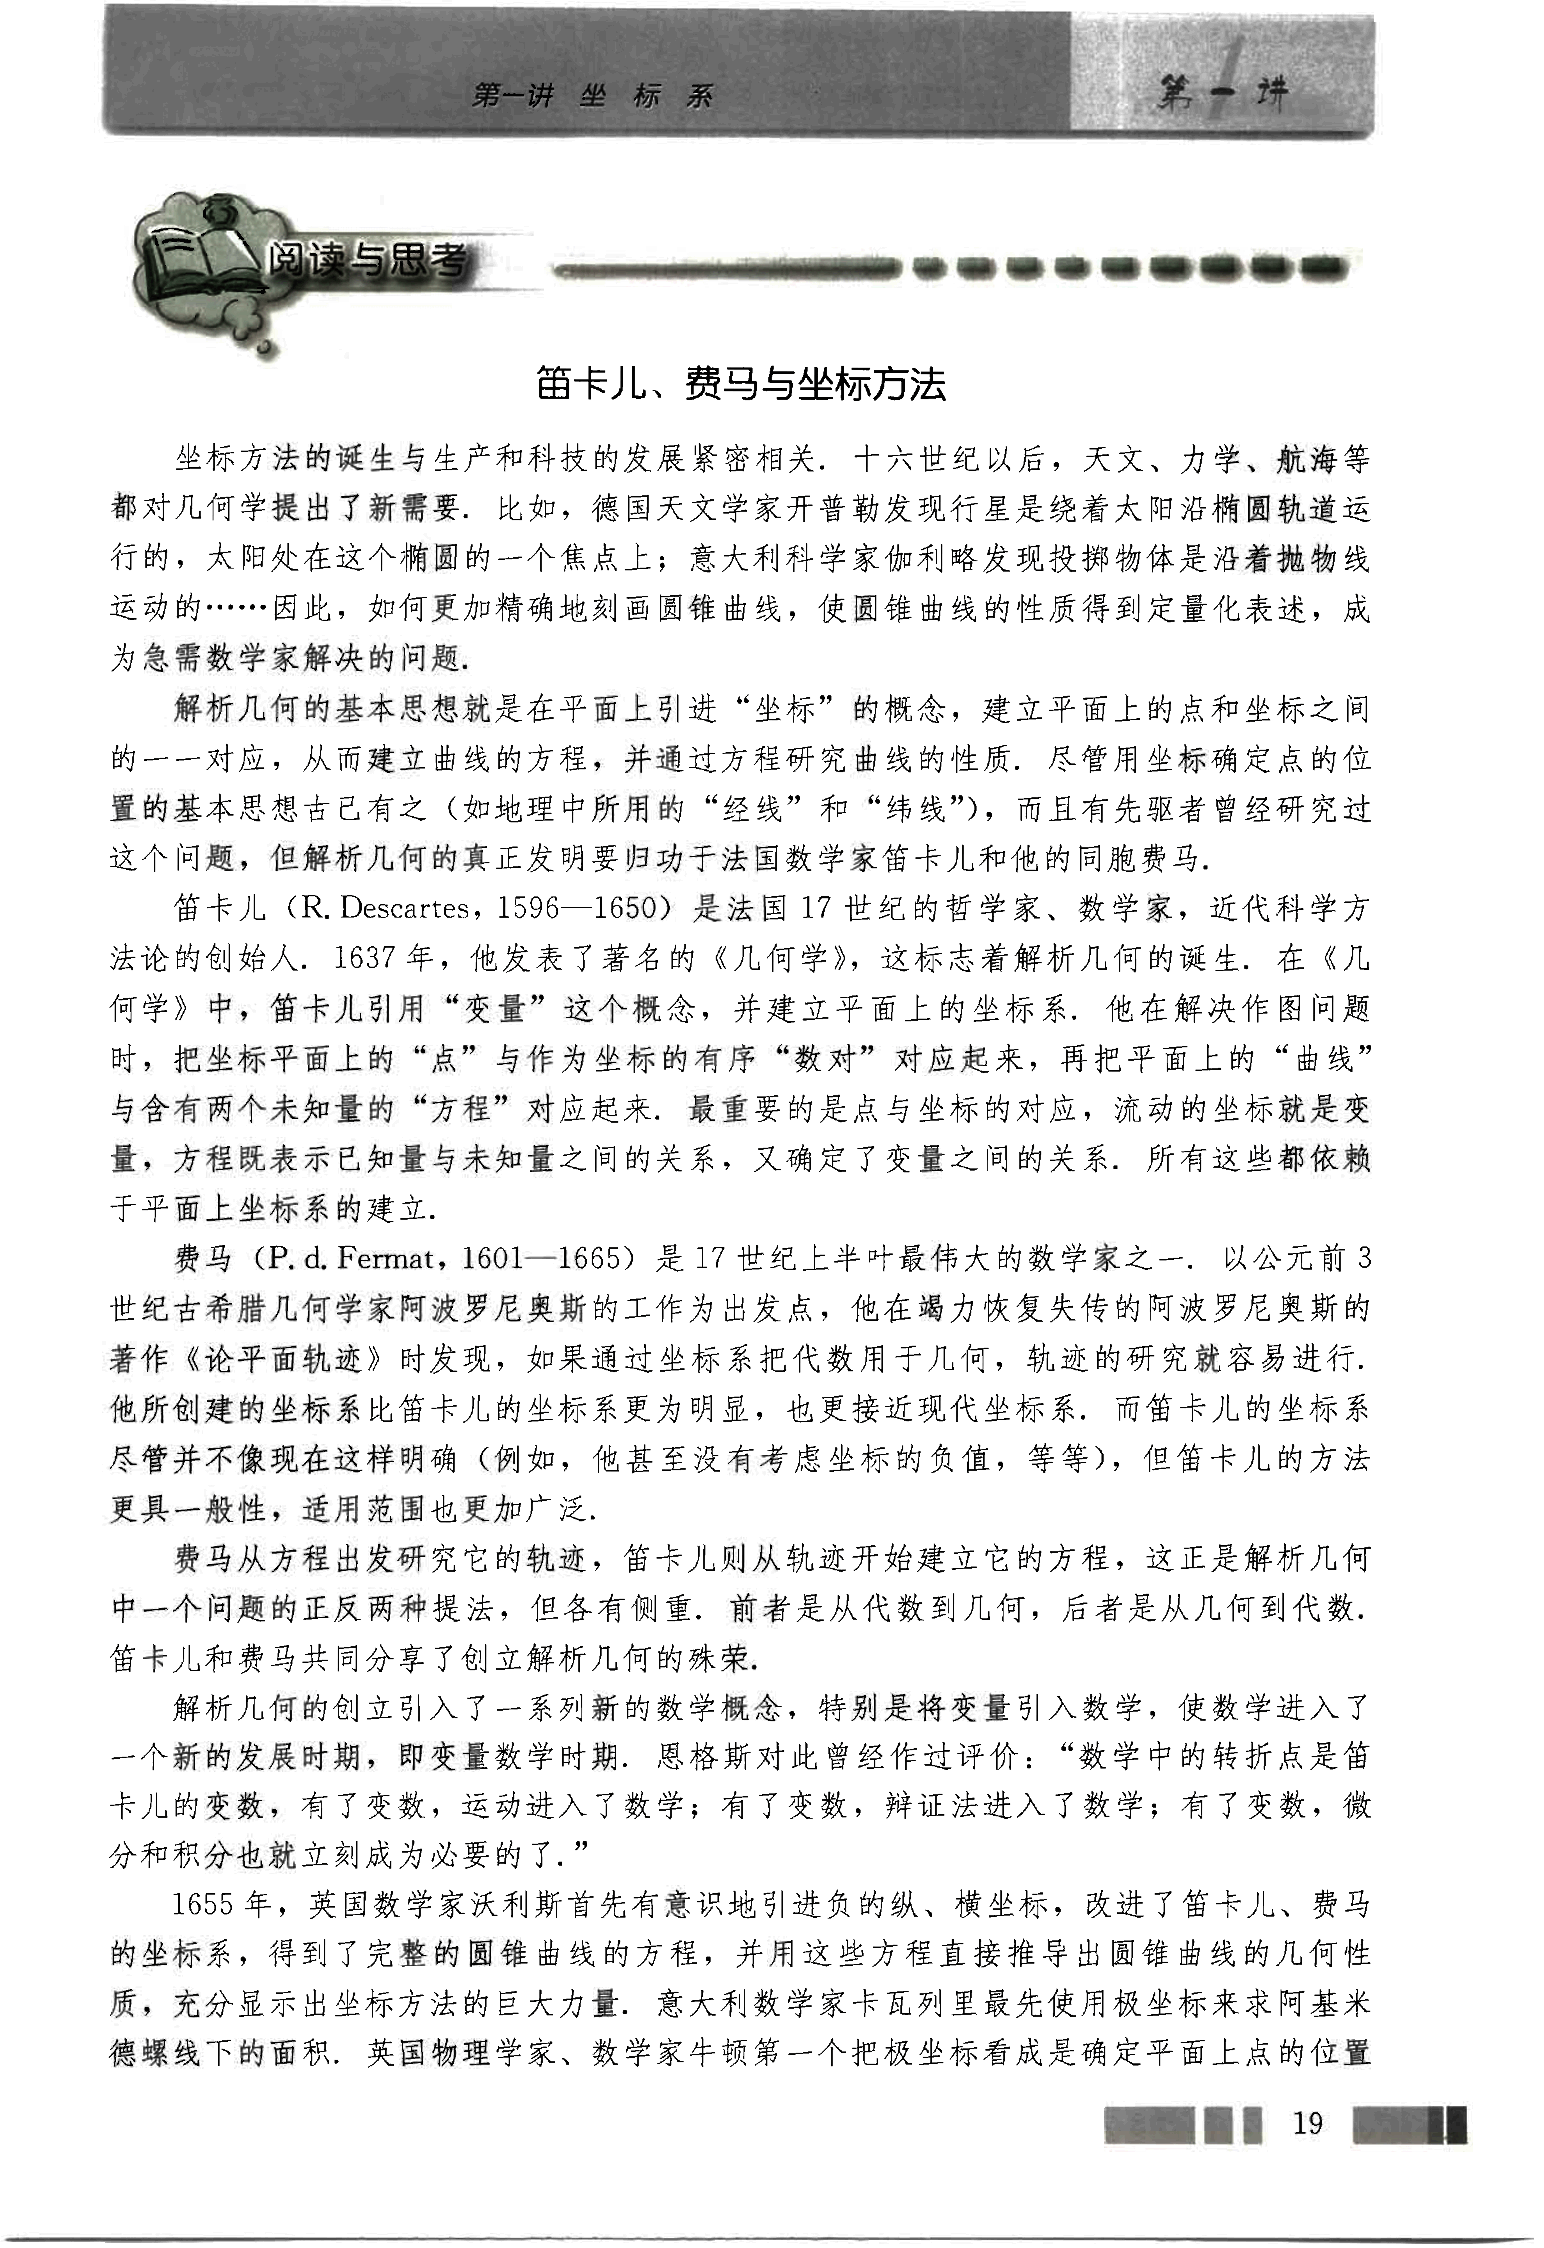 第一讲 坐 标 系
第一讲
阅读与思考
笛卡儿、费马与坐标方法
坐标方法的诞生与生产和科技的发展紧密相关．十六世纪以后，天文、力学、航海等
都对几何学提出了新需要．比如，德国天文学家开普勒发现行星是绕着太阳沿椭圆轨道运
行的，太阳处在这个椭圆的一个焦点上；意大利科学家伽利略发现投掷物体是沿着抛物线
运动的……因此，如何更加精确地刻画圆锥曲线，使圆锥曲线的性质得到定量化表述，成
为急需数学家解决的问题．
解析几何的基本思想就是在平面上引进“坐标”的概念，建立平面上的点和坐标之间
的一一对应，从而建立曲线的方程，并通过方程研究曲线的性质．尽管用坐标确定点的位
置的基本思想古已有之（如地理中所用的“经线”和“纬线”），而且有先驱者曾经研究过
这个问题，但解析几何的真正发明要归功于法国数学家笛卡儿和他的同胞费马．
笛卡儿（R. Descartes，1596—1650）是法国 17 世纪的哲学家、数学家，近代科学方
法论的创始人．1637 年，他发表了著名的《几何学》，这标志着解析几何的诞生．在《几
何学》中，笛卡儿引用“变量”这个概念，并建立平面上的坐标系．他在解决作图问题
时，把坐标平面上的“点”与作为坐标的有序“数对”对应起来，再把平面上的“曲线”
与含有两个未知量的“方程”对应起来．最重要的是点与坐标的对应，流动的坐标就是变
量，方程既表示已知量与未知量之间的关系，又确定了变量之间的关系．所有这些都依赖
于平面上坐标系的建立．
费马（P. d. Fermat，1601—1665）是 17 世纪上半叶最伟大的数学家之一．以公元前 3
世纪古希腊几何学家阿波罗尼奥斯的工作为出发点，他在竭力恢复失传的阿波罗尼奥斯的
著作《论平面轨迹》时发现，如果通过坐标系把代数用于几何，轨迹的研究就容易进行．
他所创建的坐标系比笛卡儿的坐标系更为明显，也更接近现代坐标系．而笛卡儿的坐标系
尽管并不像现在这样明确（例如，他甚至没有考虑坐标的负值，等等），但笛卡儿的方法
更具一般性，适用范围也更加广泛．
费马从方程出发研究它的轨迹，笛卡儿则从轨迹开始建立它的方程，这正是解析几何
中一个问题的正反两种提法，但各有侧重．前者是从代数到几何，后者是从几何到代数．
笛卡儿和费马共同分享了创立解析几何的殊荣．
解析几何的创立引入了一系列新的数学概念，特别是将变量引入数学，使数学进入了
一个新的发展时期，即变量数学时期．恩格斯对此曾经作过评价：“数学中的转折点是笛
卡儿的变数，有了变数，运动进入了数学；有了变数，辩证法进入了数学；有了变数，微
分和积分也就立刻成为必要的了．”
1655 年，英国数学家沃利斯首先有意识地引进负的纵、横坐标，改进了笛卡儿、费马
的坐标系，得到了完整的圆锥曲线的方程，并用这些方程直接推导出圆锥曲线的几何性
质，充分显示出坐标方法的巨大力量．意大利数学家卡瓦列里最先使用极坐标来求阿基米
德螺线下的面积．英国物理学家、数学家牛顿第一个把极坐标看成是确定平面上点的位置
19